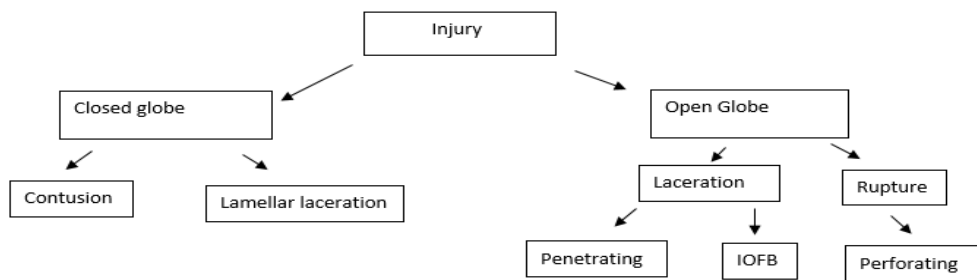 Injury
Closed globe
Open Globe
Contusion
Lamellar laceration
Laceration
Rupture
Penetrating
IOFB
Perforating